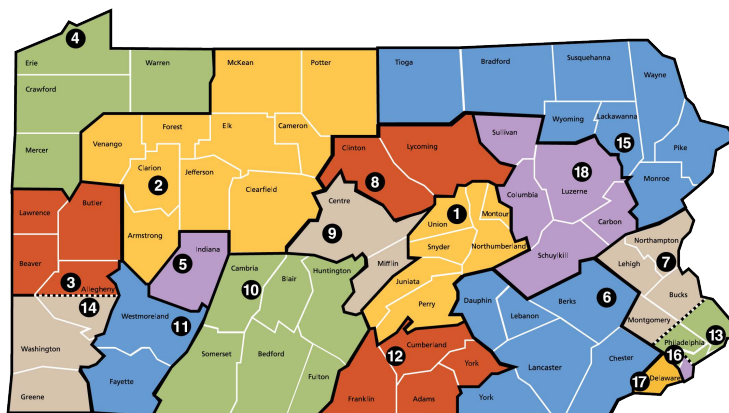 4
Erie
Warren
McKean
Potter
Tioga
Bradford
Susquehanna
Wayne
Crawford
Mercer
Venango
Forest
Elk
Cameron
Clarion
2
Jefferson
Clearfield
Armstrong
Clinton
Lycoming
8
Sullivan
Wyoming
Lackawanna
15
Pike
Monroe
18
Columbia
Luzerne
Carbon
Schuylkill
Lawrence
Butler
Beaver
3
Allegheny
14
Washington
Greene
Indiana
5
Westmoreland
11
Fayette
Centre
9
Mifflin
1
Union
Montour
Snyder
Northumberland
Juniata
Perry
Cambria
10
Blair
Huntington
Somerset
Bedford
Fulton
12
Cumberland
York
Franklin
Adams
Dauphin
Lebanon
Berks
6
Lancaster
Chester
York
Northampton
Lehigh
7
Bucks
Montgomery
Philadelphia
13
16
17
Delaware